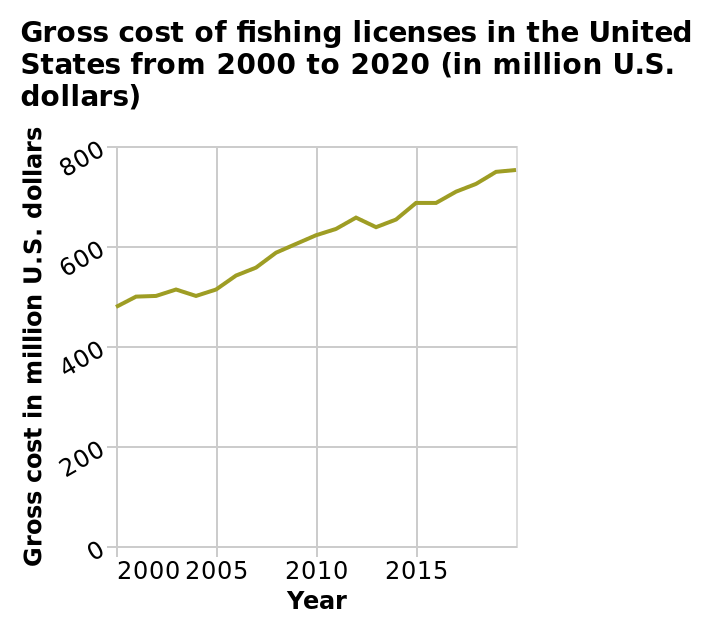 Gross cost of fishing licenses in the United
States from 2000 to 2020 (in million U.S.
dollars)
Gross cost in million U.S. dollars
800
600
400
200
0
2000 2005 2010 2015
Year